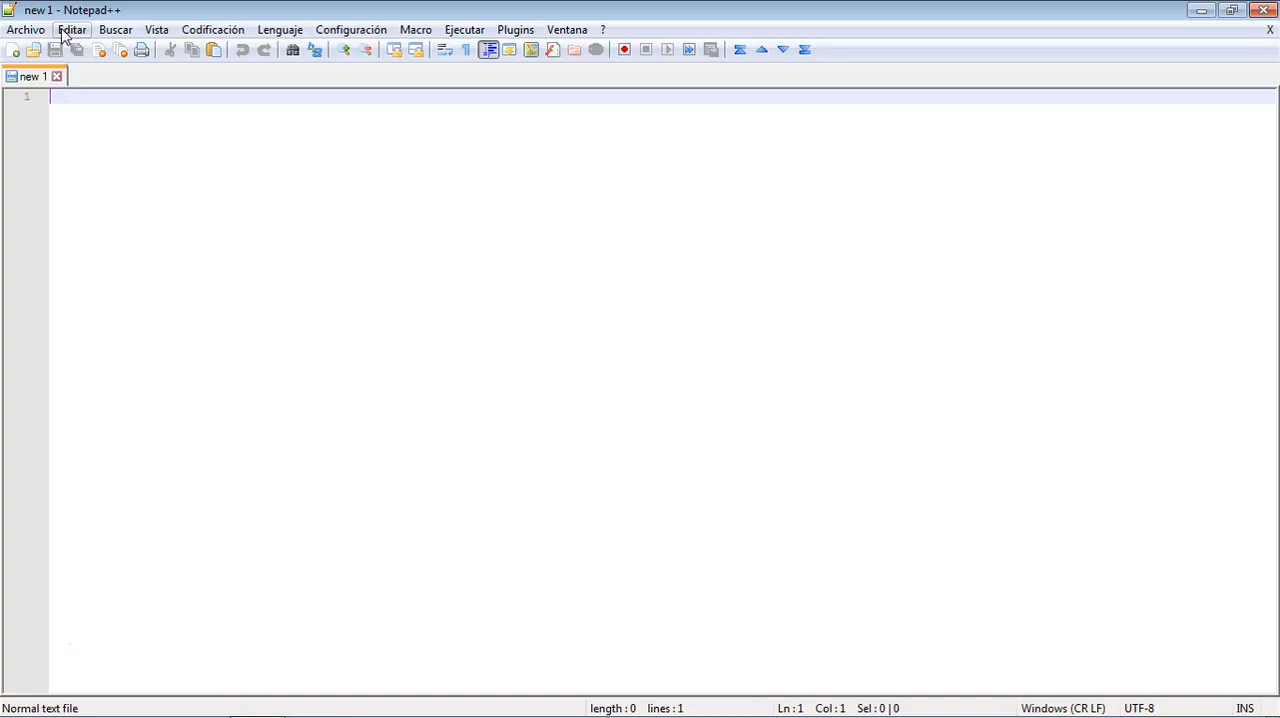 new 1 - Notepad++
Archivo Editar Buscar Vista Codificación Lenguaje Configuración Macro Ejecutar Plugins Ventana ? X
new 1
1
Normal text file length : 0 lines : 1 Ln : 1 Col : 1 Sel : 0 | 0 Windows (CR LF) UTF-8 INS